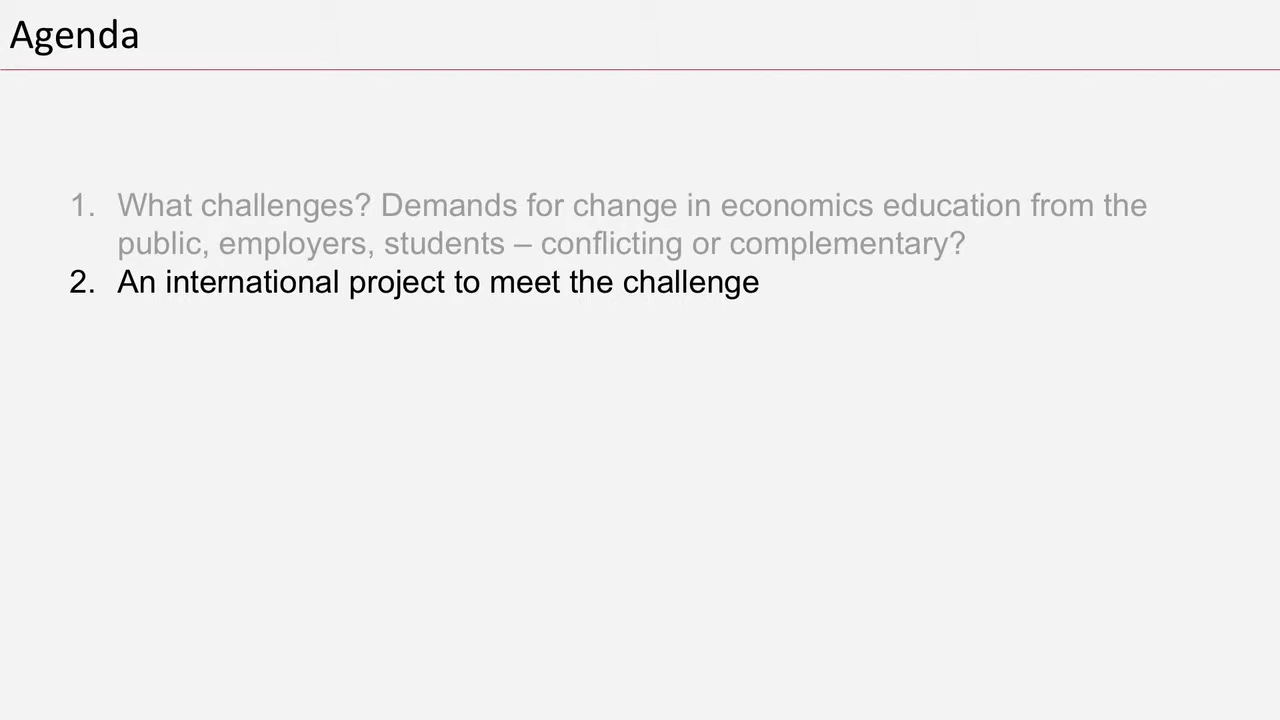 Agenda
1. What challenges? Demands for change in economics education from the
public, employers, students – conflicting or complementary?
2. An international project to meet the challenge